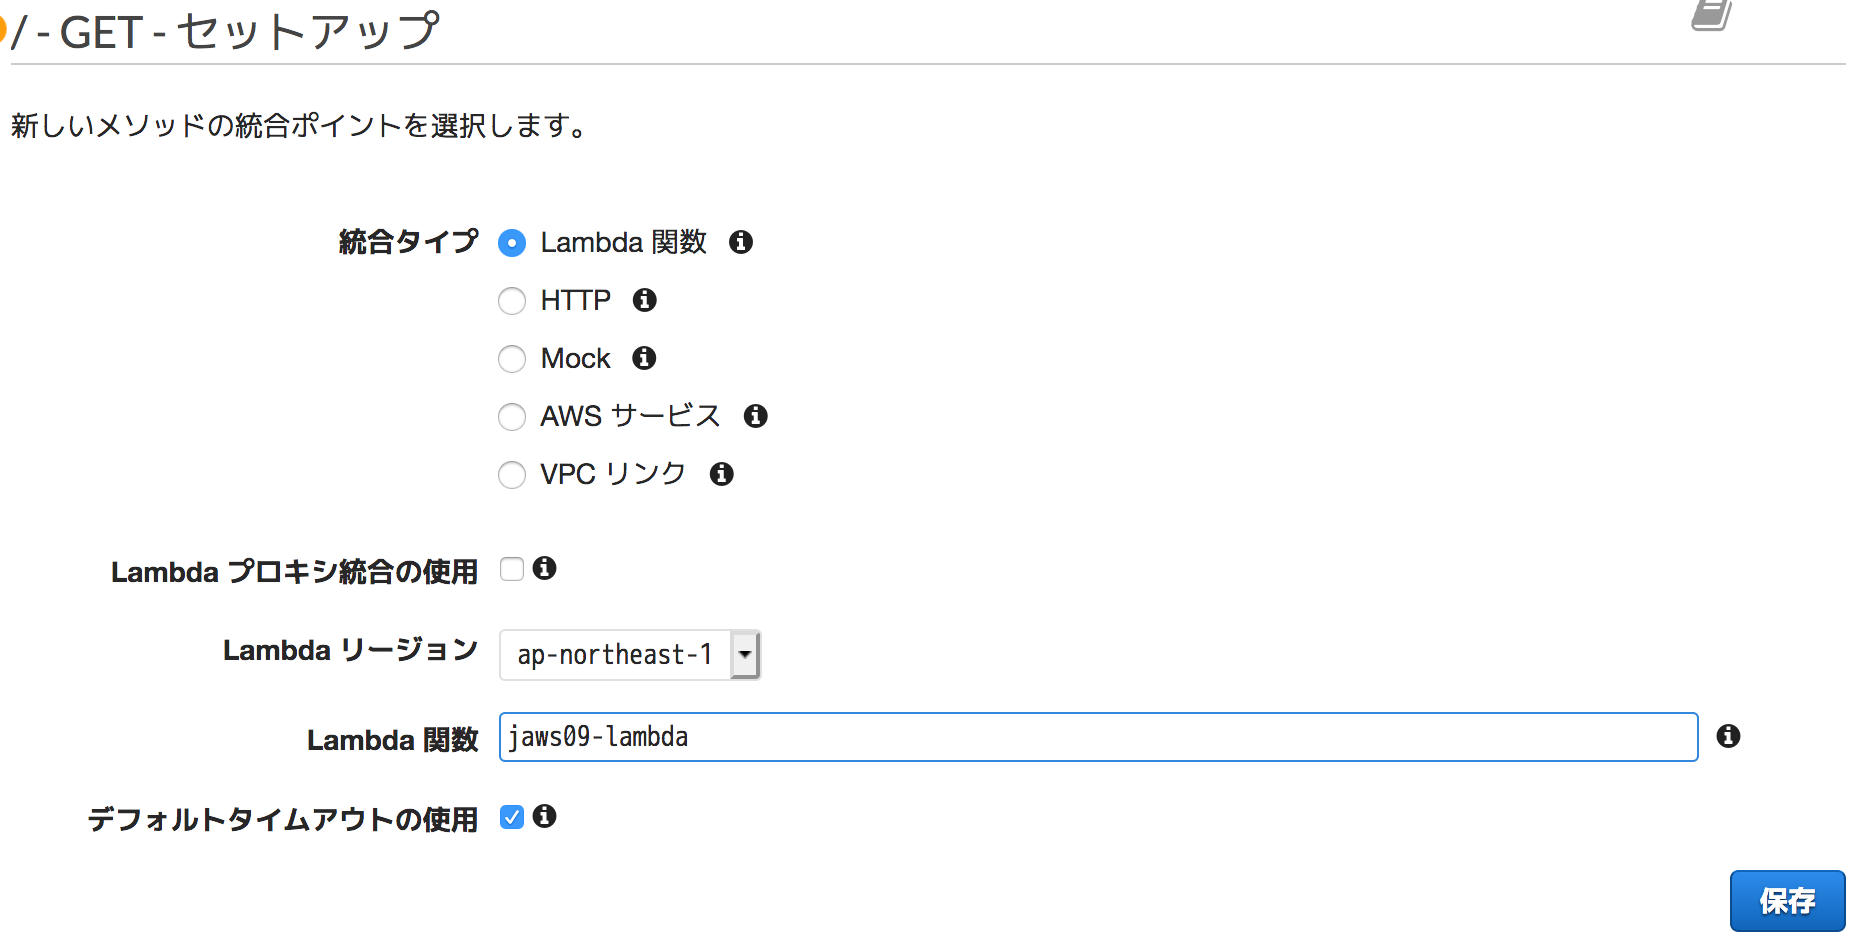 / - GET - セットアップ
新しいメソッドの統合ポイントを選択します。
統合タイプ Lambda 関数
HTTP
Mock
AWS サービス
VPC リンク
Lambda プロキシ統合の使用
Lambda リージョン ap-northeast-1
Lambda 関数 jaws09-lambda
デフォルトタイムアウトの使用
保存